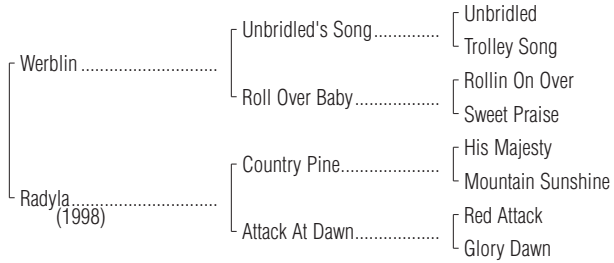 Unbridled
Unbridled's Song..............
Trolley Song
Werblin .............................
Rollin On Over
Roll Over Baby..................
Sweet Praise
His Majesty
Country Pine.....................
Mountain Sunshine
Radyla...............................
(1998)
Red Attack
Attack At Dawn..................
Glory Dawn